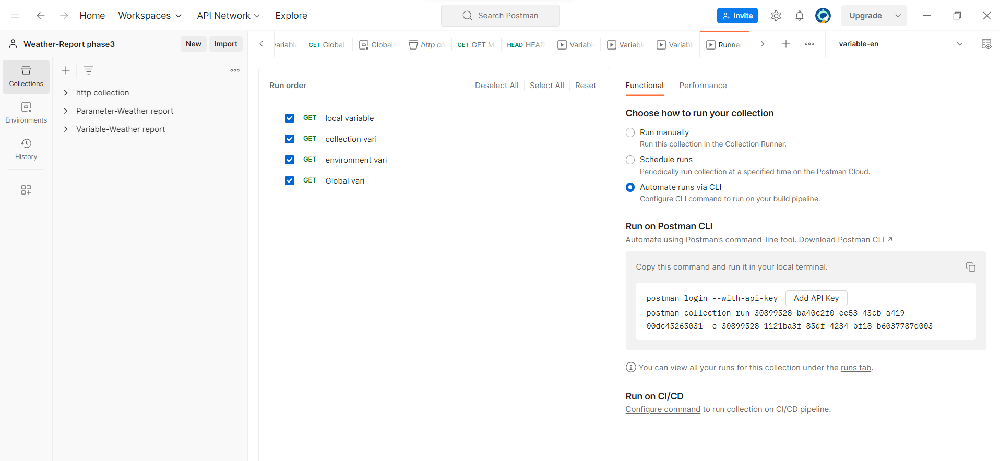 Home Workspaces API Network Explore Search Postman Invite Upgrade
Weather-Report phase3 New Import
GET Global Globals http co GET GET HEAD HEAD Variab Variab Variab Runner variable-en
Collections
Environments
History
http collection
Parameter-Weather report
Variable-Weather report
Run order Deselect All Select All Reset
GET local variable
GET collection vari
GET environment vari
GET Global vari
Functional Performance
Choose how to run your collection
Run manually
Run this collection in the Collection Runner.
Schedule runs
Periodically run collection at a specified time on the Postman Cloud.
Automate runs via CLI
Configure CLI command to run on your build pipeline.
Run on Postman CLI
Automate using Postman’s command-line tool. Download Postman CLI ↗
Copy this command and run it in your local terminal.
postman login --with-api-key Add API Key
postman collection run 30899528-ba40c2f0-ee53-43cb-a419-
00dc45265031 -e 30899528-1121ba3f-85df-4234-bf18-b6037787d003
You can view all your runs for this collection under the runs tab.
Run on CI/CD
Configure command to run collection on CI/CD pipeline.